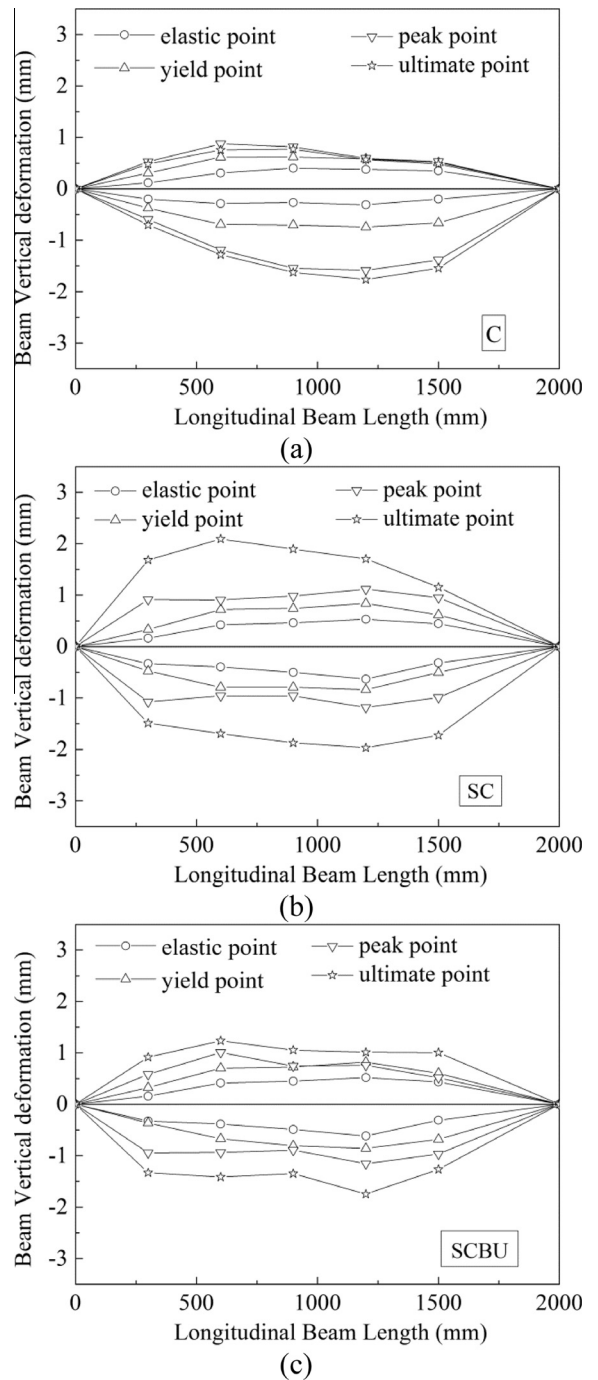 elastic point
peak point
yield point
ultimate point
3
2
1
0
-1
-2
-3
Beam Vertical deformation (mm)
C
0 500 1000 1500 2000
Longitudinal Beam Length (mm)
(a)
elastic point
peak point
yield point
ultimate point
3
2
1
0
-1
-2
-3
Beam Vertical deformation (mm)
SC
0 500 1000 1500 2000
Longitudinal Beam Length (mm)
(b)
elastic point
peak point
yield point
ultimate point
3
2
1
0
-1
-2
-3
Beam Vertical deformation (mm)
SCBU
0 500 1000 1500 2000
Longitudinal Beam Length (mm)
(c)